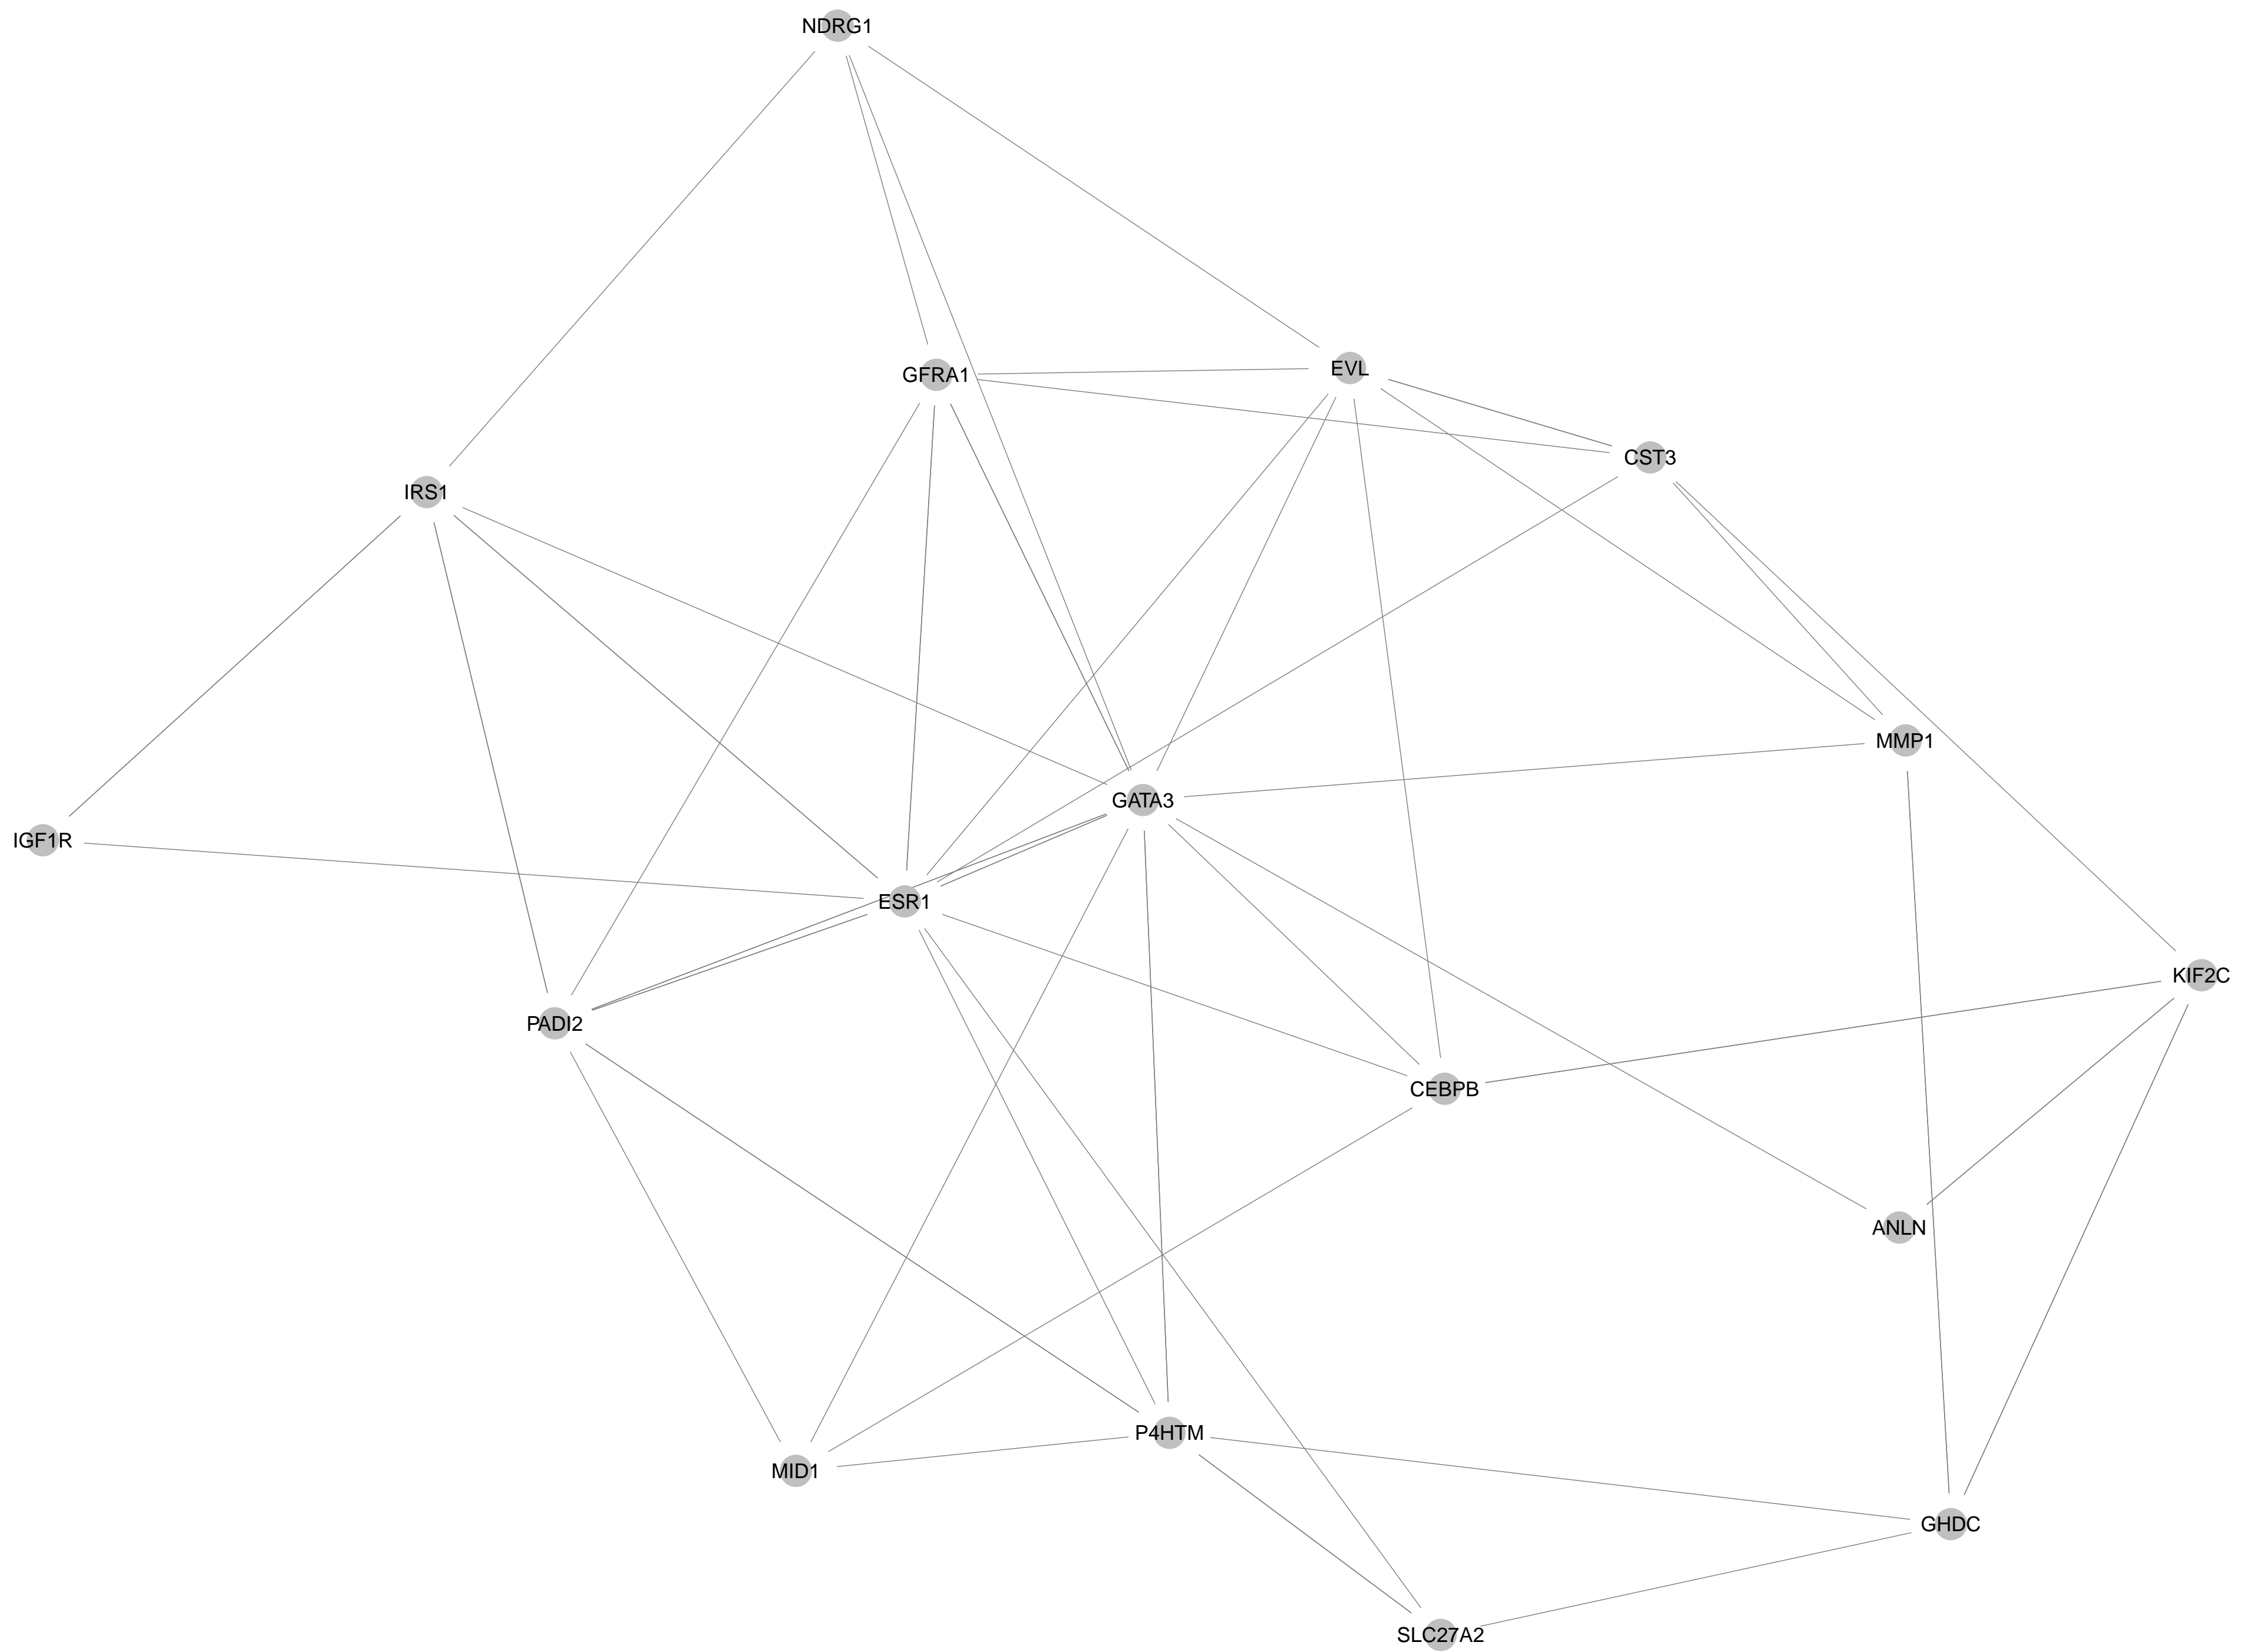 NDRG1
EVL
GFRA1
CST3
IRS1
MMP1
GATA3
IGF1R
ESR1
KIF2C
PADI2
CEBPB
ANLN
P4HTM
MID1
GHDC
SLC27A2